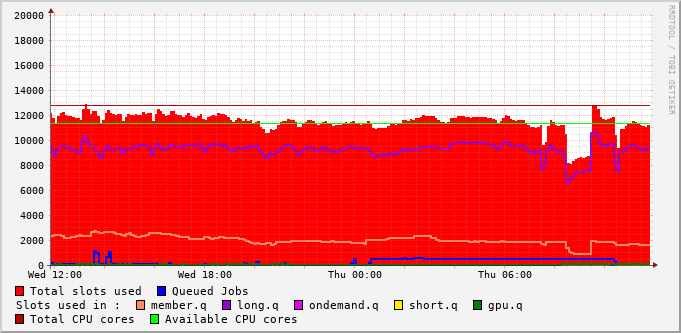 20000
18000
16000
14000
12000
10000
8000
6000
4000
2000
0
Wed 12:00 Wed 18:00 Thu 00:00 Thu 06:00
RRDTOOL / TOBI OETIKER
Total slots used Queued Jobs
Slots used in : member.q long.q ondemand.q short.q gpu.q
Total CPU cores Available CPU cores